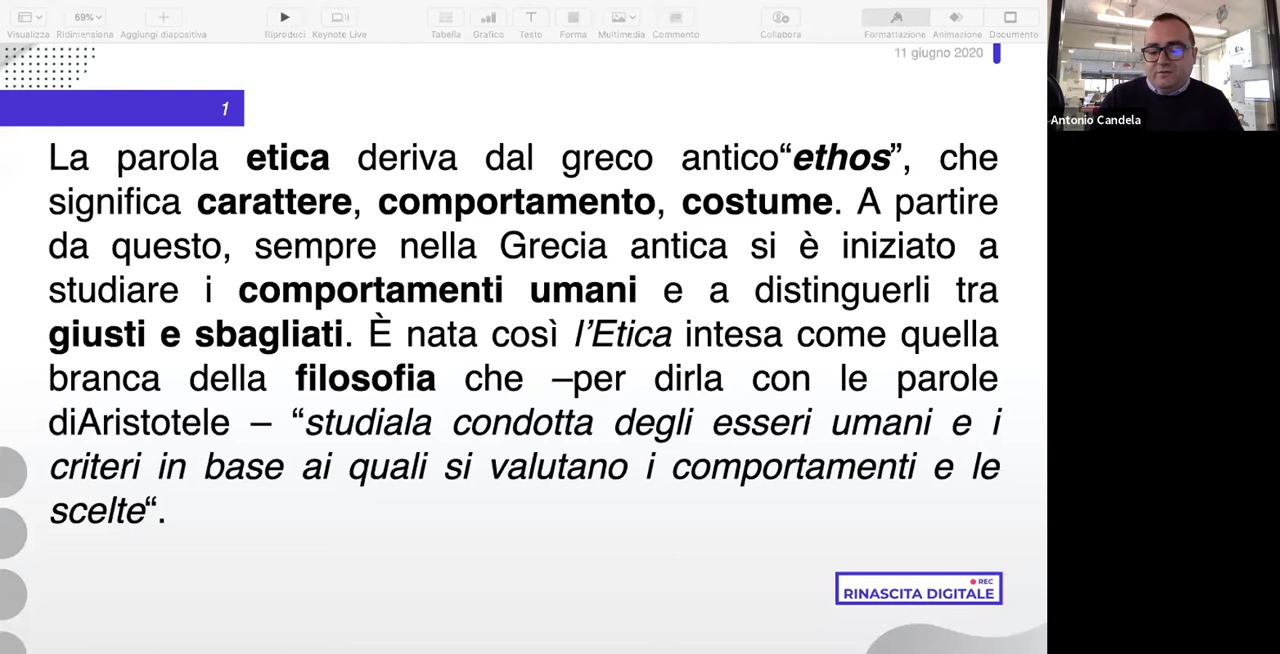 69%
Visualizza Ridimensiona Aggiungi diapositiva Riproduci Keynote Live Tabella Grafico Testo Forma Multimedia Commento Collabora Formattazione Animazione Documento
11 giugno 2020
Antonio Candela
1
La parola etica deriva dal greco antico“ethos”, che
significa carattere, comportamento, costume. A partire
da questo, sempre nella Grecia antica si è iniziato a
studiare i comportamenti umani e a distinguerli tra
giusti e sbagliati. È nata così l’Etica intesa come quella
branca della filosofia che –per dirla con le parole
diAristotele – “studiala condotta degli esseri umani e i
criteri in base ai quali si valutano i comportamenti e le
scelte“.
REC
RINASCITA DIGITALE